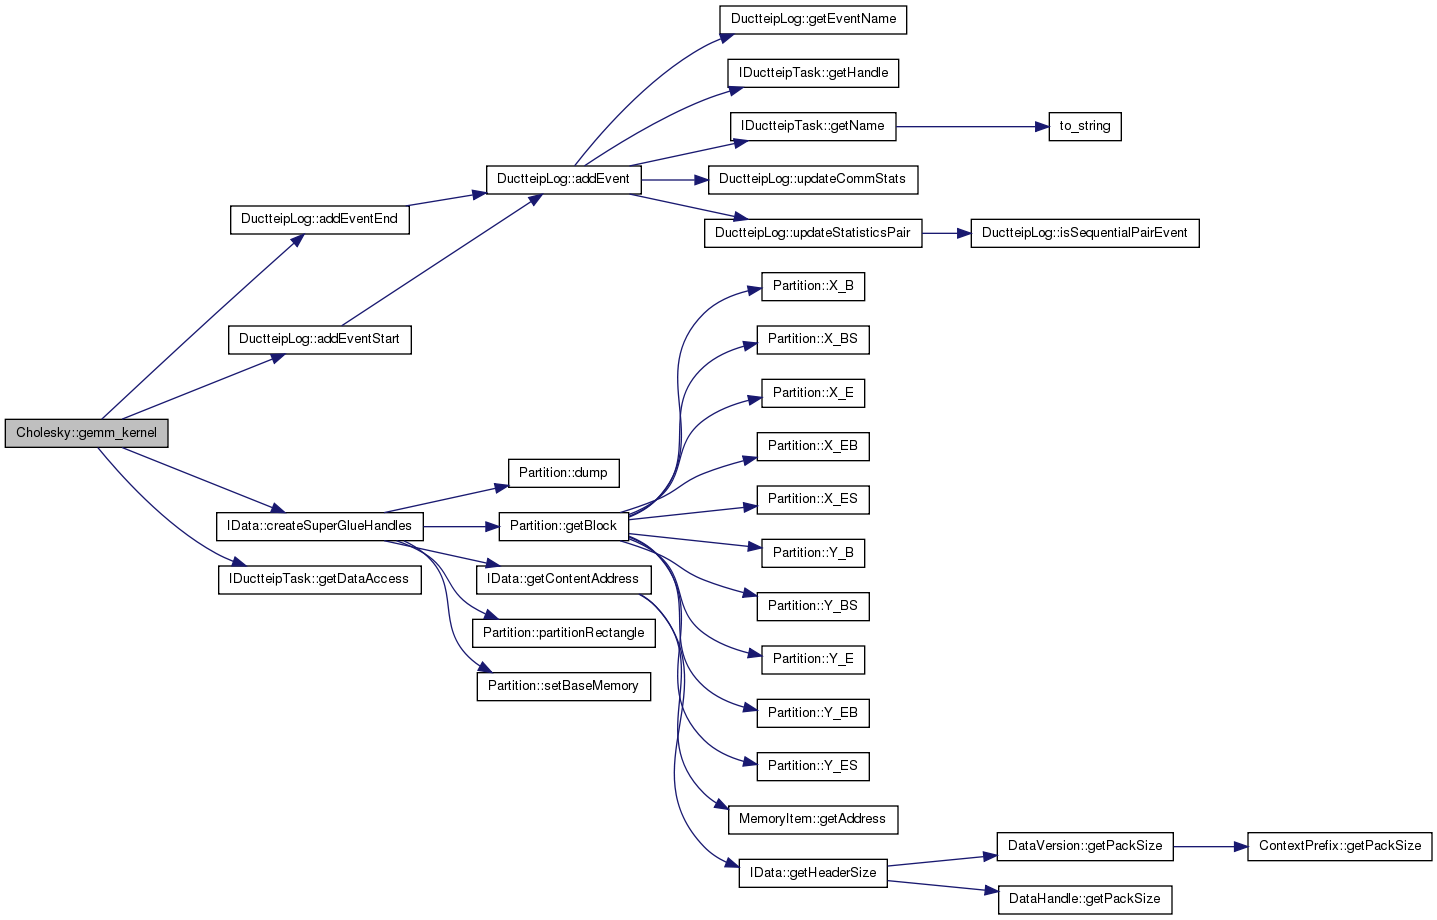 DuctteipLog::getEventName
IDuctteipTask::getHandle
IDuctteipTask::getName
to_string
DuctteipLog::addEvent
DuctteipLog::updateCommStats
DuctteipLog::addEventEnd
DuctteipLog::updateStatisticsPair
DuctteipLog::isSequentialPairEvent
Partition::X_B
DuctteipLog::addEventStart
Partition::X_BS
Partition::X_E
Cholesky::gemm_kernel
Partition::X_EB
Partition::dump
Partition::X_ES
IData::createSuperGlueHandles
Partition::getBlock
Partition::Y_B
IDuctteipTask::getDataAccess
IData::getContentAddress
Partition::Y_BS
Partition::partitionRectangle
Partition::Y_E
Partition::setBaseMemory
Partition::Y_EB
Partition::Y_ES
MemoryItem::getAddress
DataVersion::getPackSize
ContextPrefix::getPackSize
IData::getHeaderSize
DataHandle::getPackSize